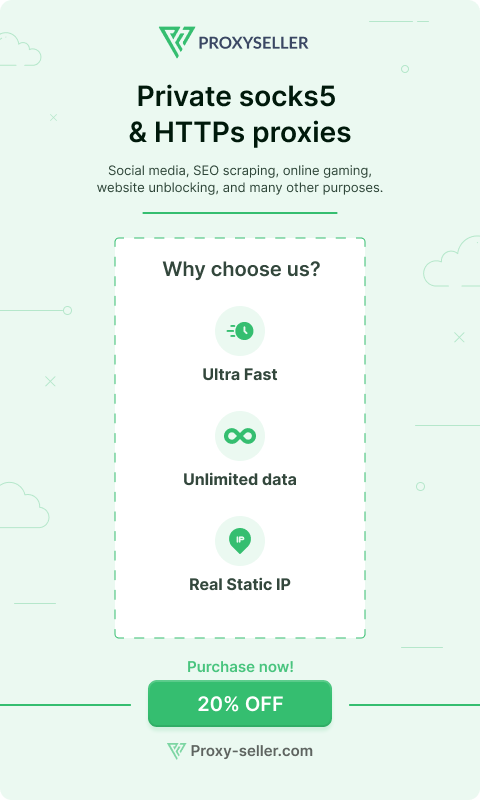 PROXYSELLER
Private socks5
& HTTPs proxies
Social media, SEO scraping, online gaming,
website unblocking, and many other purposes.
Why choose us?
Ultra Fast
Unlimited data
IP
Real Static IP
Purchase now!
20% OFF
Proxy-seller.com